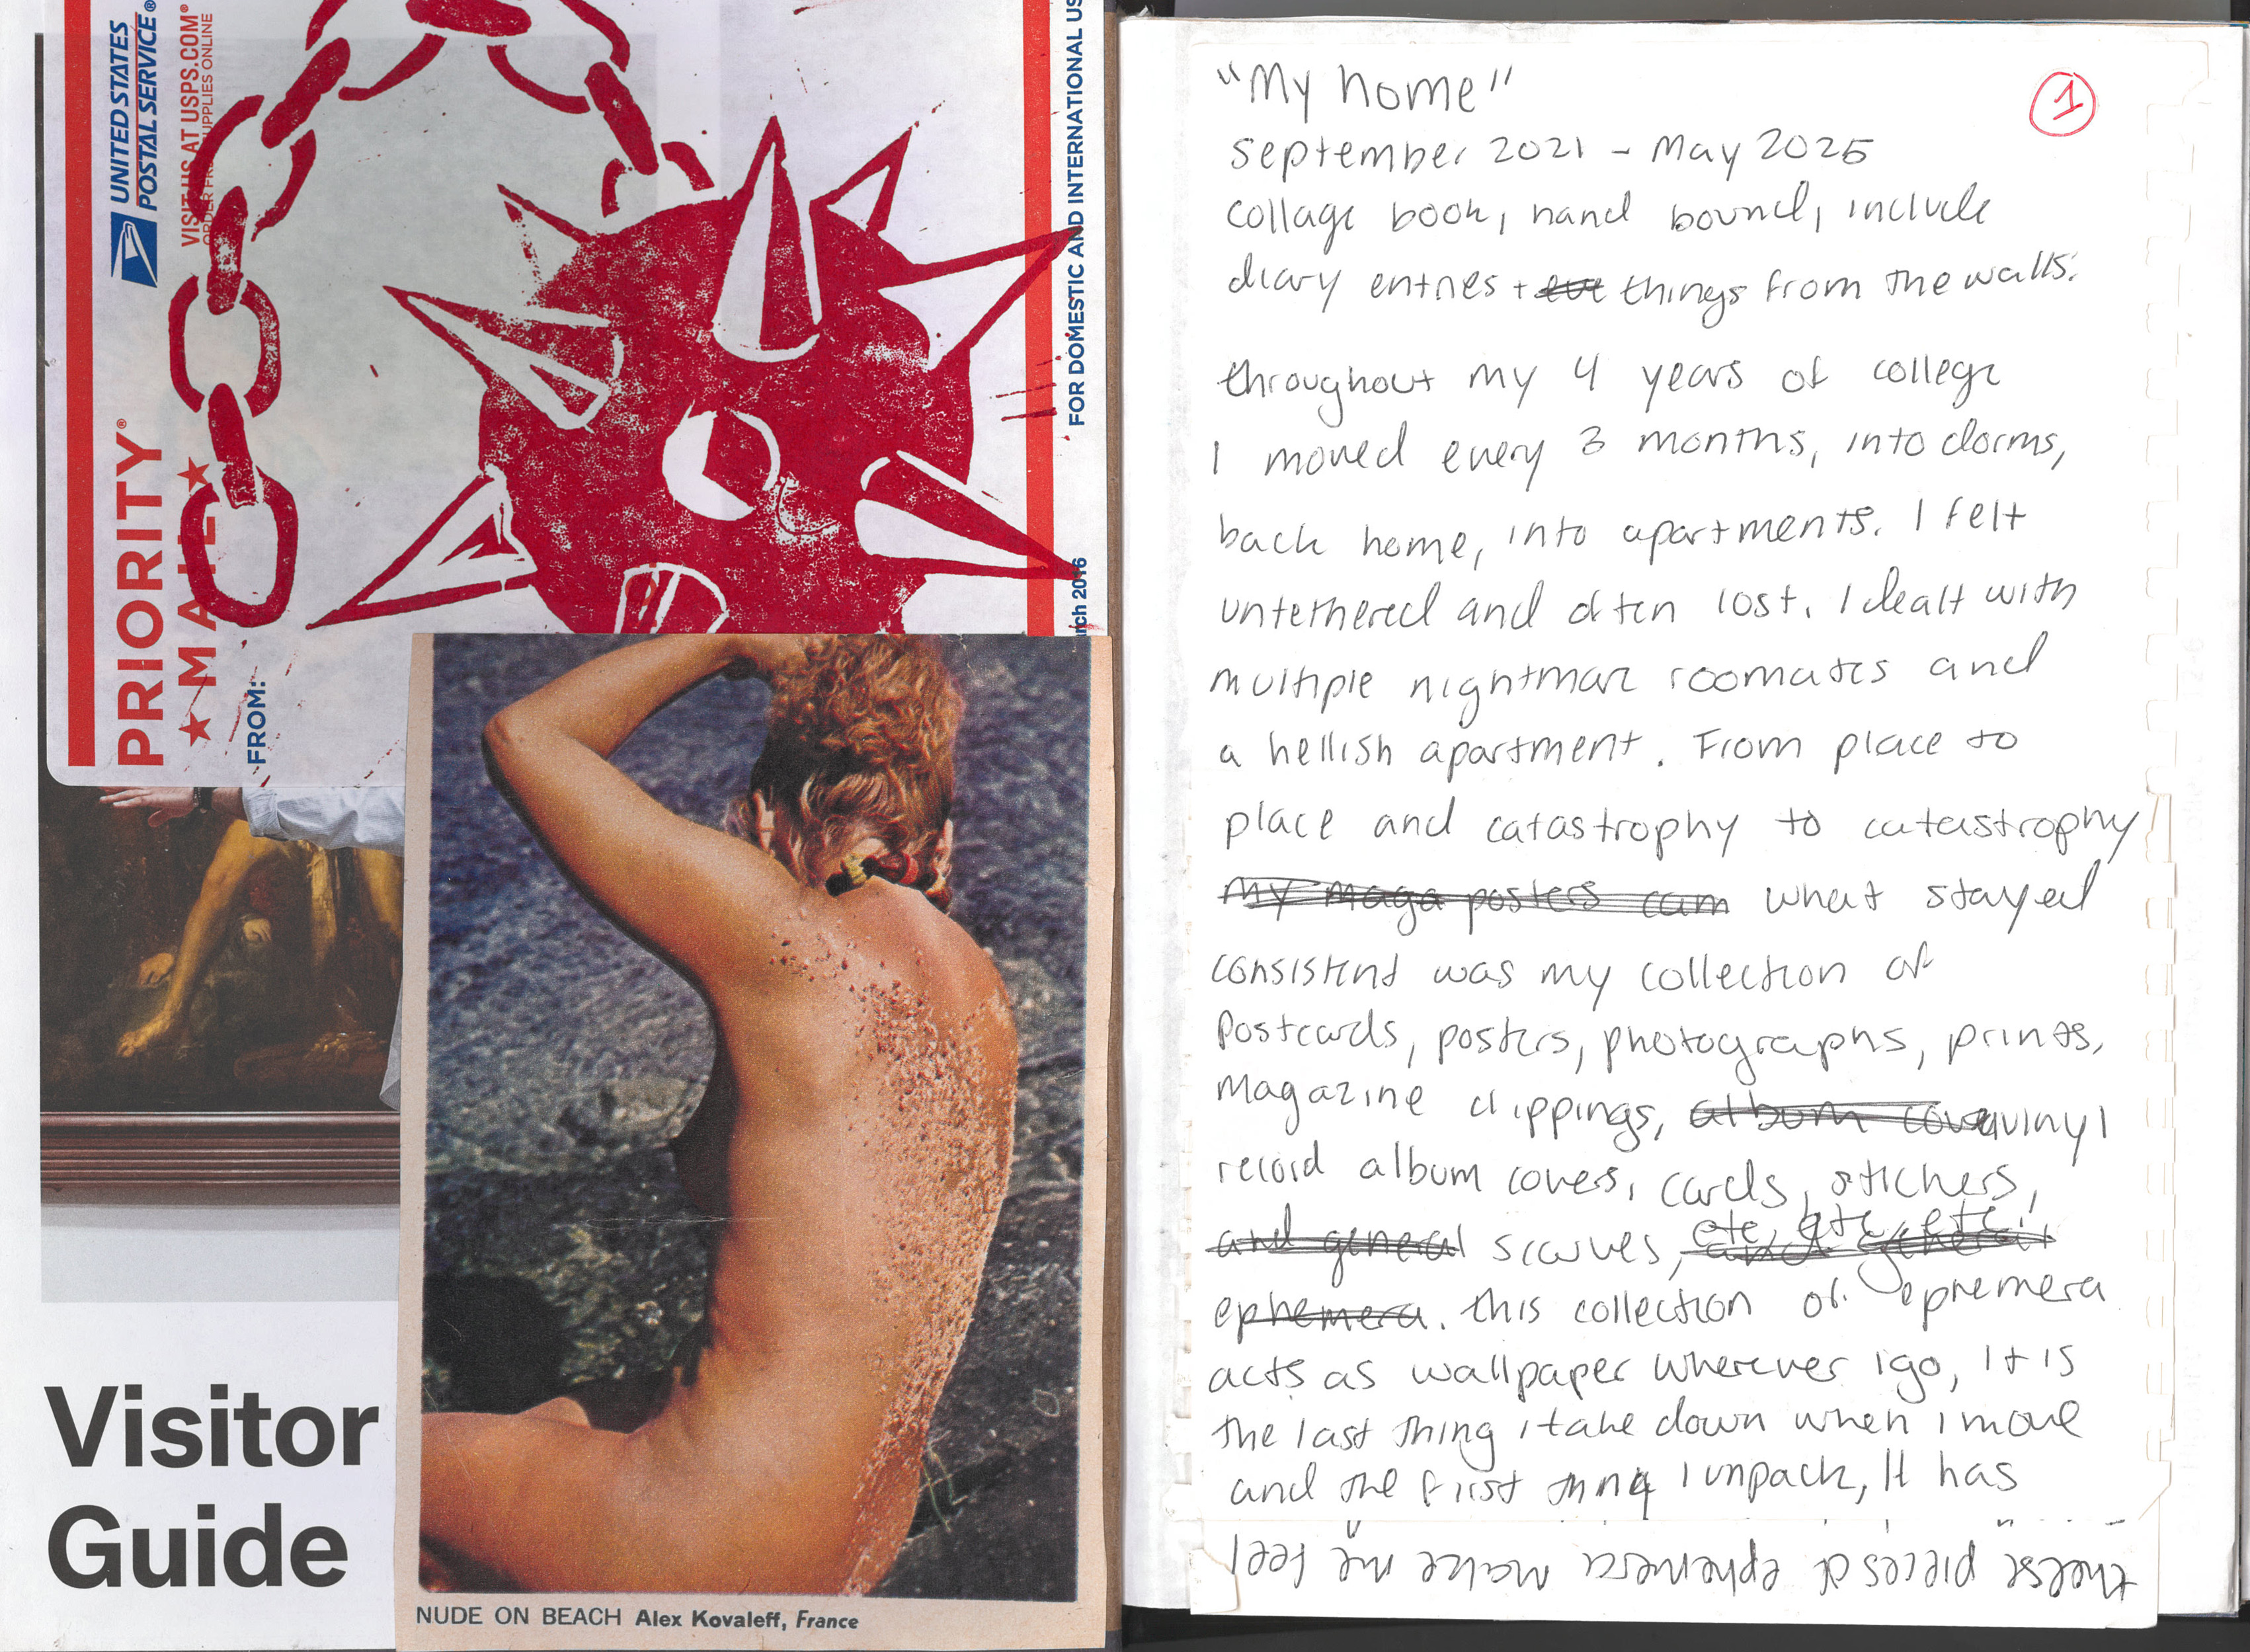 UNITED STATES
POSTAL SERVICE®
VISIT US AT USPS.COM®
SUPPLIES ONLINE
PRIORITY®
★ MAIL ★
FROM:
FOR DOMESTIC AND INTERNATIONAL US
rch 2016
Visitor
Guide
NUDE ON BEACH Alex Kovaleff, France
"My home"
1
september 2021 - May 2025
collage book, hand bound, include
diary entries + things from the walls.
throughout my 4 years of college
I moved every 3 months, into dorms,
back home, into apartments. I felt
untethered and often lost. I dealt with
multiple nightmare roomates and
a hellish apartment. From place to
place and catastrophy to catastrophy
my maga posters cam what stayed
consistent was my collection of
Postcards, posters, photographs, prints,
Magazine clippings, album cove vinyl
record album covers, cards, stickers,
and general scarves, etc, etc, etc.
ephemera. this collection of ephemera
acts as wallpaper wherever i go, It is
the last thing i take down when i move
and the first thing I unpack, It has
these pieces of ephemera make me feel